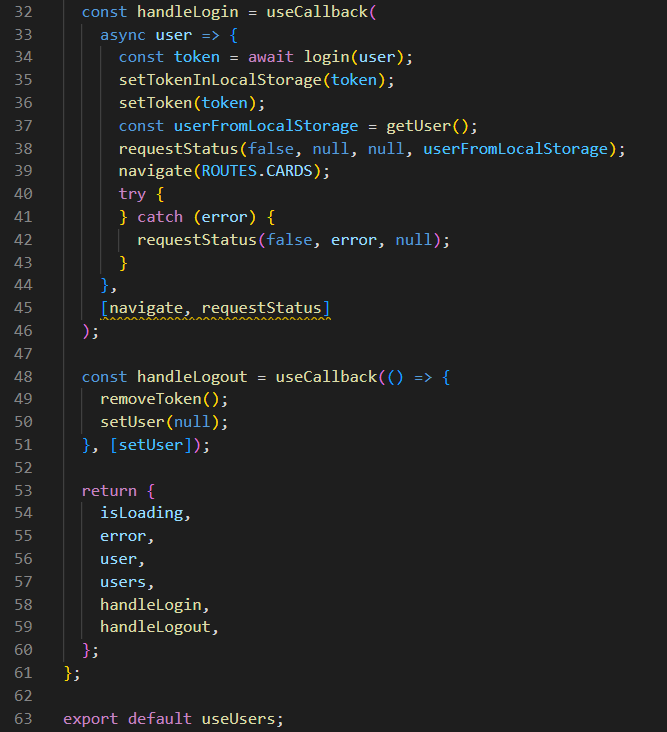 32 const handleLogin = useCallback(
33 async user => {
34 const token = await login(user);
35 setTokenInLocalStorage(token);
36 setToken(token);
37 const userFromLocalStorage = getUser();
38 requestStatus(false, null, null, userFromLocalStorage);
39 navigate(ROUTES.CARDS);
40 try {
41 } catch (error) {
42 requestStatus(false, error, null);
43 }
44 },
45 [navigate, requestStatus]
46 );
47
48 const handleLogout = useCallback(() => {
49 removeToken();
50 setUser(null);
51 }, [setUser]);
52
53 return {
54 isLoading,
55 error,
56 user,
57 users,
58 handleLogin,
59 handleLogout,
60 };
61 };
62
63 export default useUsers;